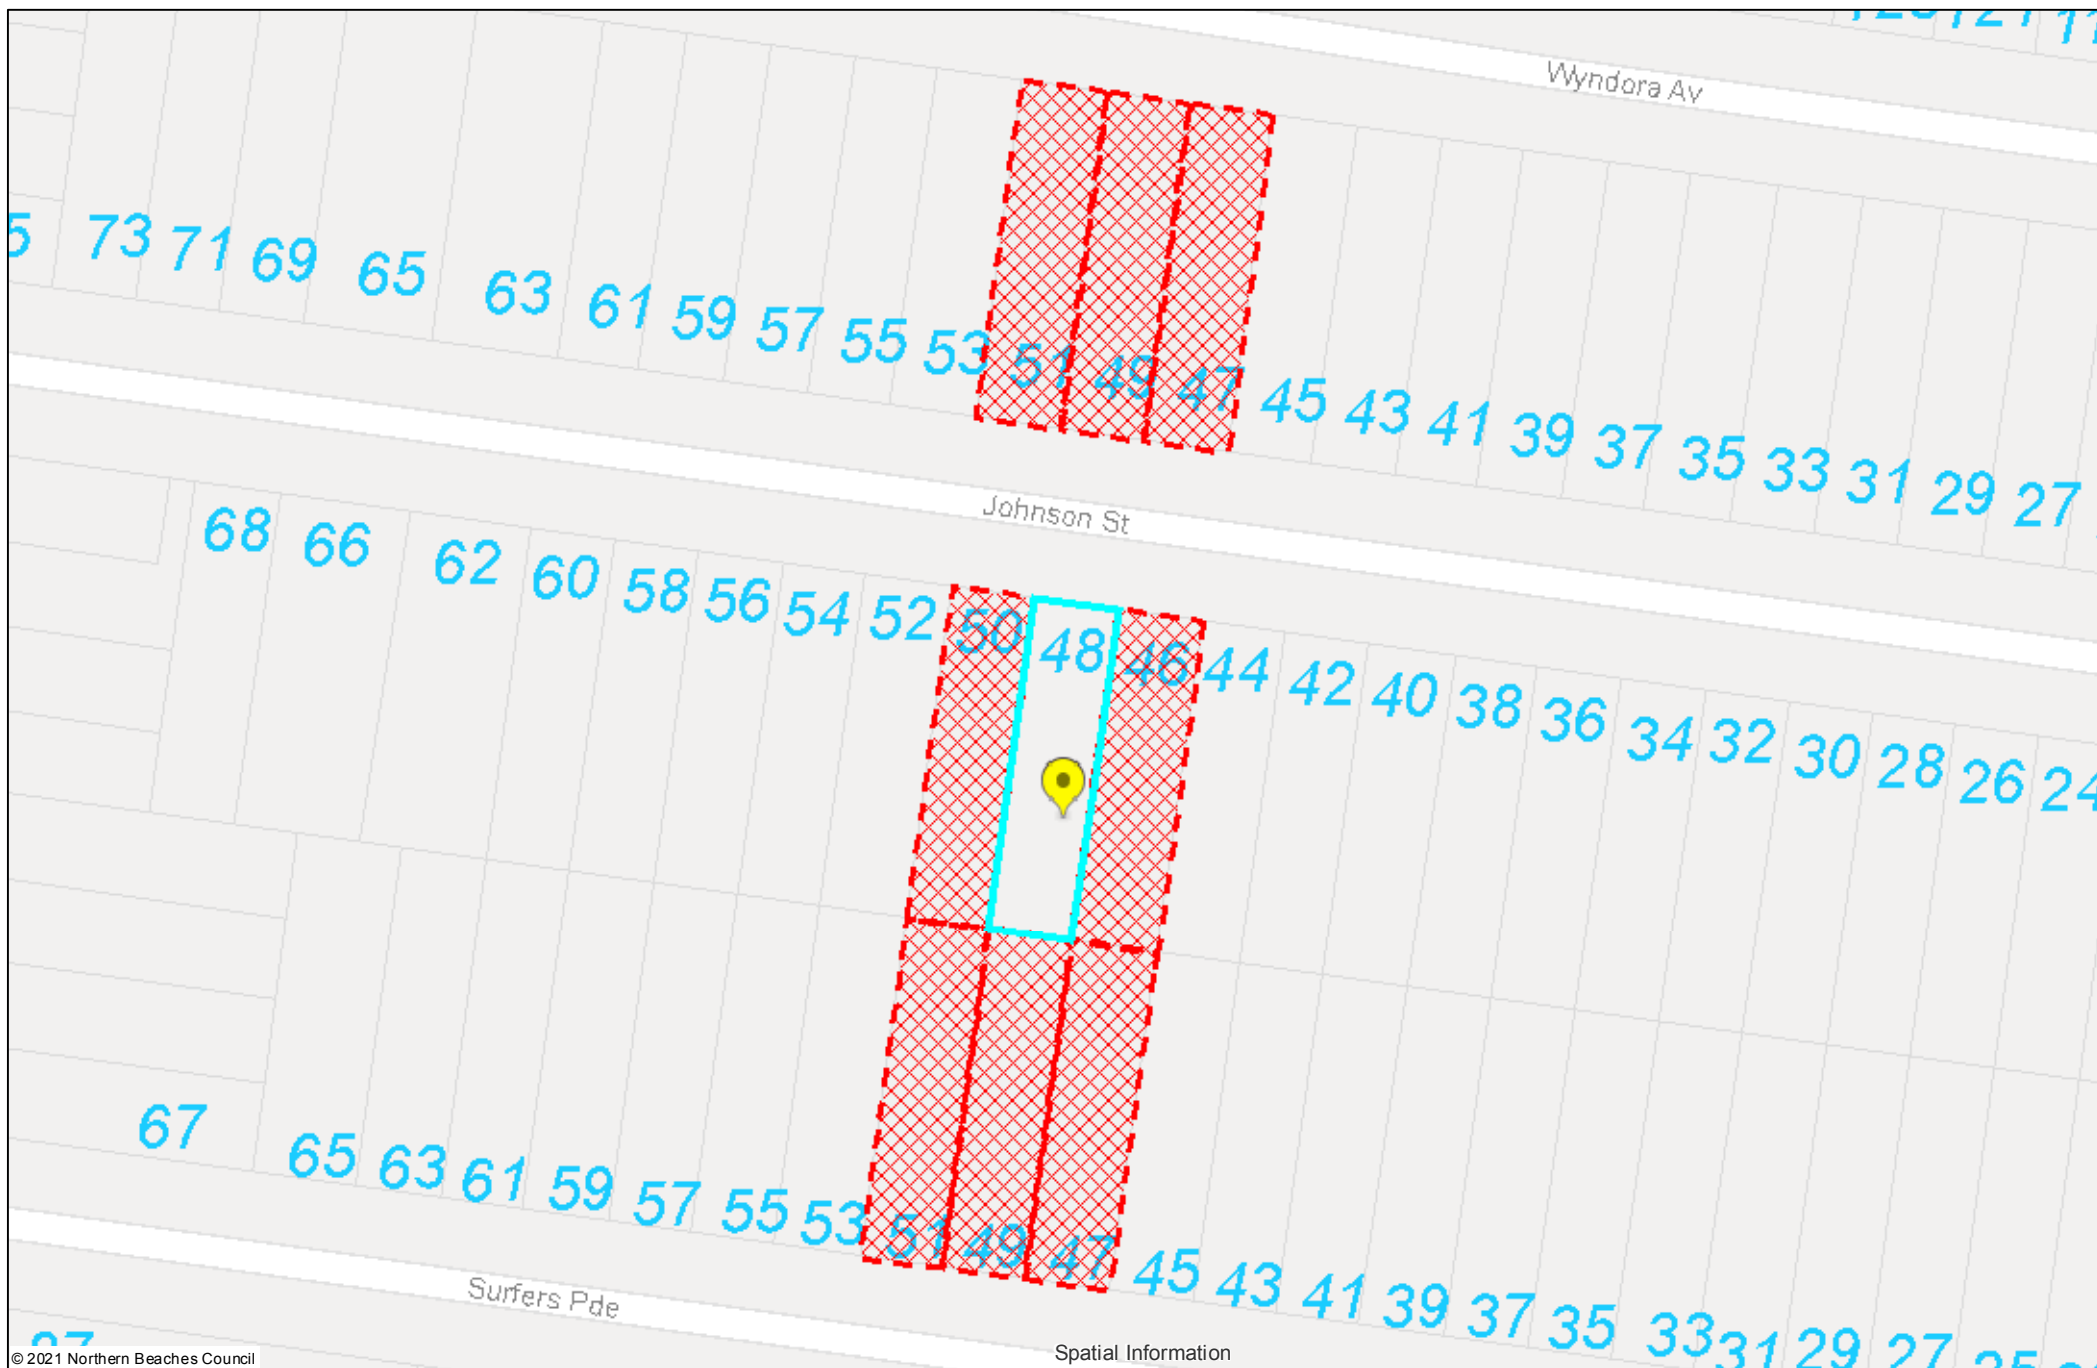 Wyndora Av
73 71 69 65 63 61 59 57 55 53 51 49 47 45 43 41 39 37 35 33 31 29 27
Johnson St
68 66 62 60 58 56 54 52 50 48 46 44 42 40 38 36 34 32 30 28 26 24
67 65 63 61 59 57 55 53 51 49 47 45 43 41 39 37 35 33 31 29 27
Surfers Pde
© 2021 Northern Beaches Council
Spatial Information